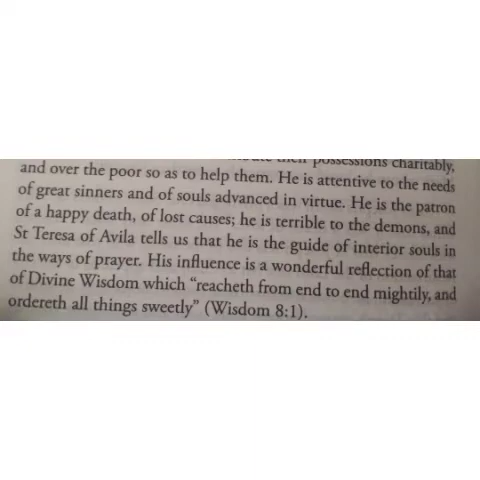 their possessions charitably,
and over the poor so as to help them. He is attentive to the needs
of great sinners and of souls advanced in virtue. He is the patron
of a happy death, of lost causes; he is terrible to the demons, and
St Teresa of Avila tells us that he is the guide of interior souls in
the ways of prayer. His influence is a wonderful reflection of that
of Divine Wisdom which “reacheth from end to end mightily, and
ordereth all things sweetly” (Wisdom 8:1).